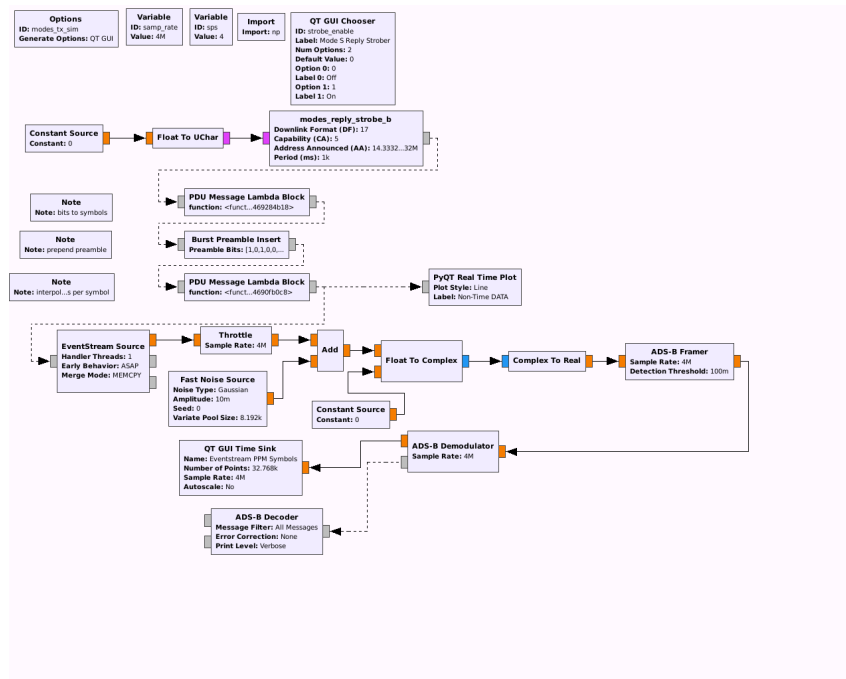 Options
ID: modes_tx_sim
Generate Options: QT GUI
Variable
ID: samp_rate
Value: 4M
Variable
ID: sps
Value: 4
Import
Import: np
QT GUI Chooser
ID: strobe_enable
Label: Mode S Reply Strober
Num Options: 2
Default Value: 0
Option 0: 0
Label 0: Off
Option 1: 1
Label 1: On
Constant Source
Constant: 0
Float To UChar
modes_reply_strobe_b
Downlink Format (DF): 17
Capability (CA): 5
Address Announced (AA): 14.3332...32M
Period (ms): 1k
Note
Note: bits to symbols
PDU Message Lambda Block
function: <funct...469284b18>
Note
Note: prepend preamble
Burst Preamble Insert
Preamble Bits: [1,0,1,0,0,...
Note
Note: interpol...s per symbol
PDU Message Lambda Block
function: <funct...4690fb0c8>
PyQT Real Time Plot
Plot Style: Line
Label: Non-Time DATA
EventStream Source
Handler Threads: 1
Early Behavior: ASAP
Merge Mode: MEMCPY
Throttle
Sample Rate: 4M
Add
Float To Complex
Complex To Real
ADS-B Framer
Sample Rate: 4M
Detection Threshold: 100m
Fast Noise Source
Noise Type: Gaussian
Amplitude: 10m
Seed: 0
Variate Pool Size: 8.192k
Constant Source
Constant: 0
QT GUI Time Sink
Name: Eventstream PPM Symbols
Number of Points: 32.768k
Sample Rate: 4M
Autoscale: No
ADS-B Demodulator
Sample Rate: 4M
ADS-B Decoder
Message Filter: All Messages
Error Correction: None
Print Level: Verbose